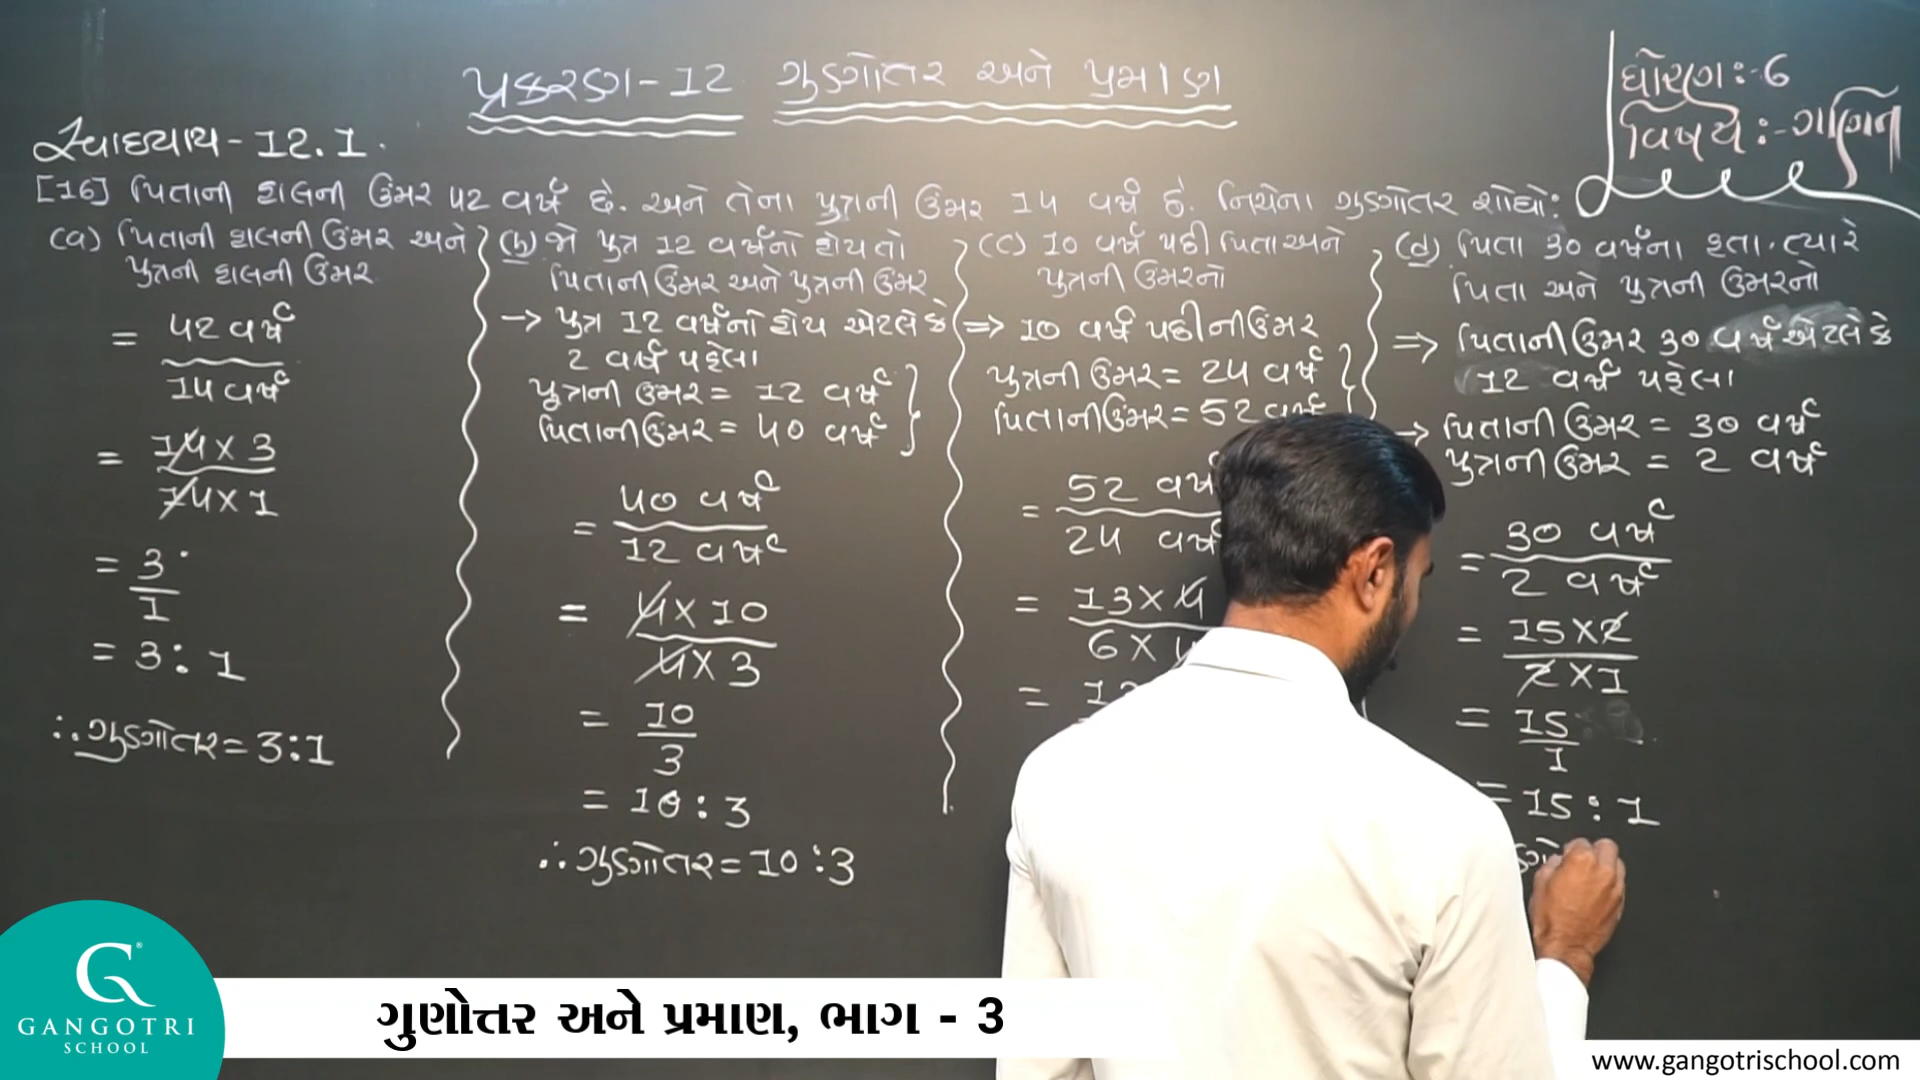 પ્રકરણ-12 ગુણોતર અને પ્રમાણ
ધોરણ:-6
વિષય:-ગણિત
સ્વાધ્યાય-12.1.
[16] પિતાની હાલની ઉંમર 42 વર્ષ છે. અને તેના પુત્રની ઉંમર 14 વર્ષ છે. નિચેના ગુણોતર શોધો:
(a) પિતાની હાલની ઉંમર અને
પુત્રની હાલની ઉંમર
= 42 વર્ષ
14 વર્ષ
= 14 x 3
14 x 1
= 3
1
= 3 : 1
∴ ગુણોતર = 3:1
(b) જો પુત્ર 12 વર્ષનો હોય તો
પિતાની ઉંમર અને પુત્રની ઉંમર
→ પુત્ર 12 વર્ષનો હોય એટલે કે
2 વર્ષ પહેલા
પુત્રની ઉંમર = 12 વર્ષ
પિતાની ઉંમર = 40 વર્ષ
= 40 વર્ષ
12 વર્ષ
= 4 x 10
4 x 3
= 10
3
= 10 : 3
∴ ગુણોતર = 10 : 3
(c) 10 વર્ષ પછી પિતા અને
પુત્રની ઉંમરનો
⇒ 10 વર્ષ પછીની ઉંમર
પુત્રની ઉંમર = 24 વર્ષ
પિતાની ઉંમર = 52 વર્ષ
= 52 વર્ષ
24 વર્ષ
= 13 x 4
6 x
=
(d) પિતા 30 વર્ષના હતા. ત્યારે
પિતા અને પુત્રની ઉંમરનો
⇒ પિતાની ઉંમર 30 વર્ષ એટલે કે
12 વર્ષ પહેલા
→ પિતાની ઉંમર = 30 વર્ષ
પુત્રની ઉંમર = 2 વર્ષ
= 30 વર્ષ
2 વર્ષ
= 15 x 2
2 x 1
= 15
1
= 15 : 1
G
GANGOTRI
SCHOOL
ગુણોત્તર અને પ્રમાણ, ભાગ - 3
www.gangotrischool.com